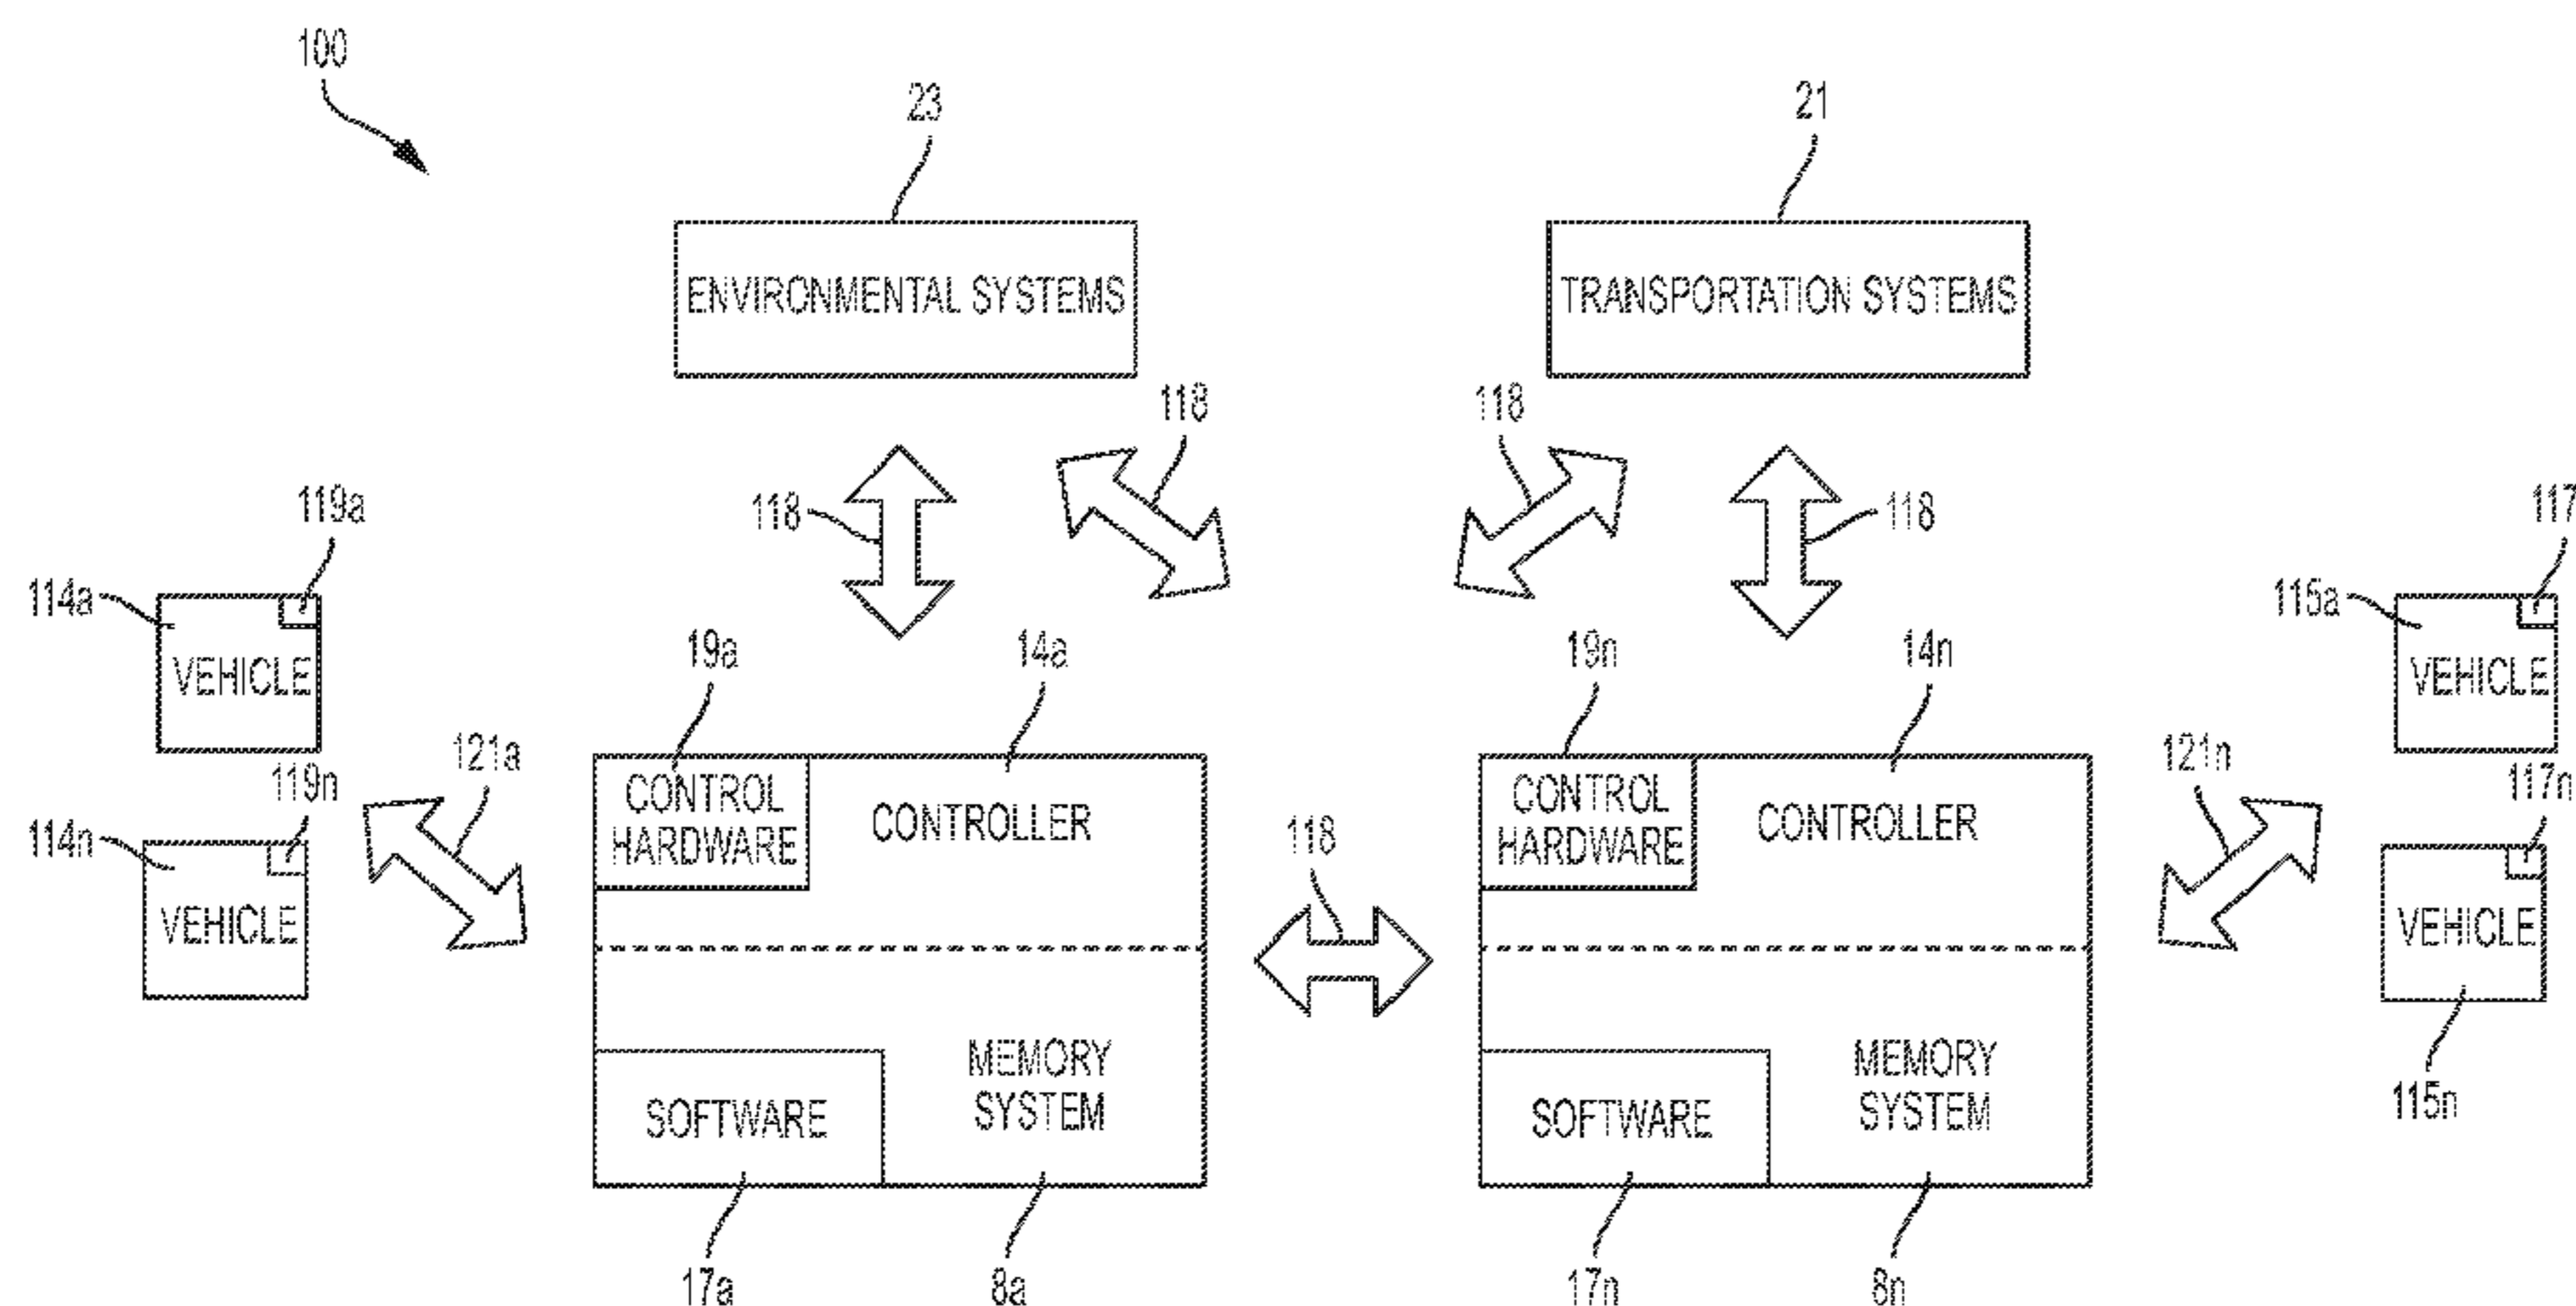 100
23
21
ENVIRONMENTAL SYSTEMS
TRANSPORTATION SYSTEMS
118
118
118
118
119a
117
114a
115a
VEHICLE
VEHICLE
19a
14a
19n
14n
121a
121n
119n
117n
114n
CONTROL
HARDWARE
CONTROLLER
CONTROL
HARDWARE
CONTROLLER
118
VEHICLE
VEHICLE
MEMORY
SYSTEM
SOFTWARE
MEMORY
SYSTEM
SOFTWARE
115n
17a
8a
17n
8n